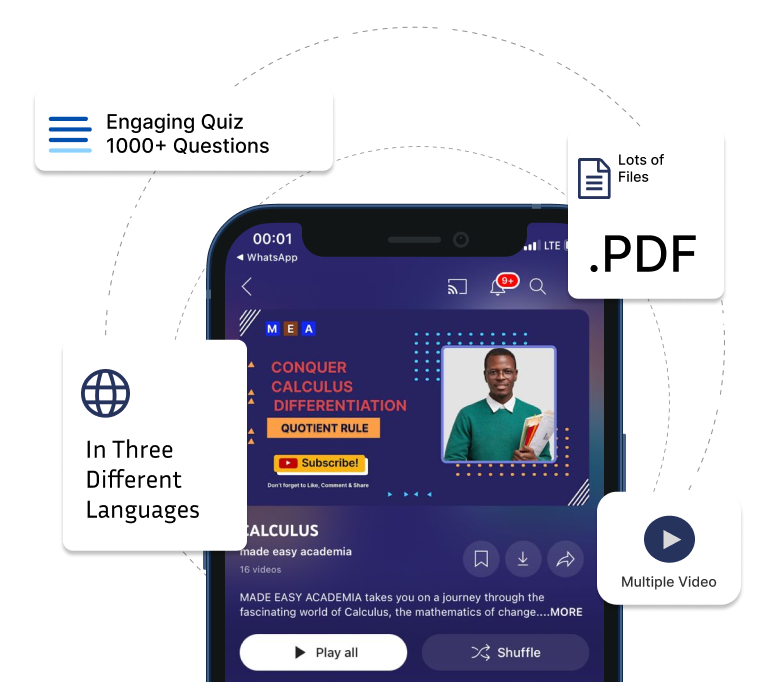 Engaging Quiz
1000+ Questions
Lots of
Files
.PDF
00:01
LTE
WhatsApp
9+
M E A
CONQUER
CALCULUS
DIFFERENTIATION
QUOTIENT RULE
Subscribe!
Don't forget to Like, Comment & Share
In Three
Different
Languages
CALCULUS
made easy academia
16 videos
Multiple Video
MADE EASY ACADEMIA takes you on a journey through the
fascinating world of Calculus, the mathematics of change....MORE
Play all
Shuffle